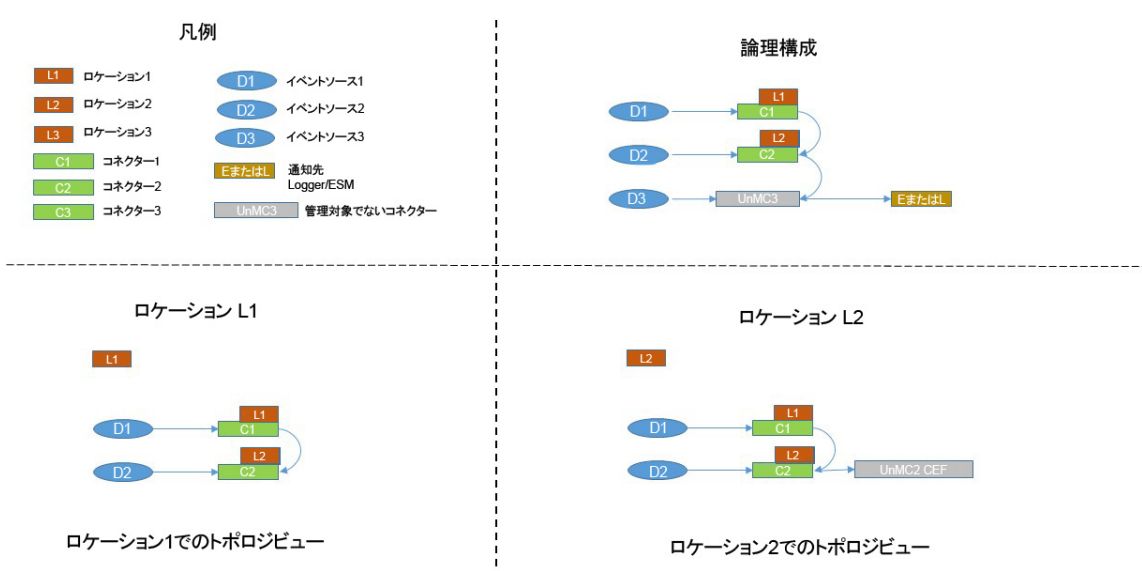 凡例
L1 ロケーション1
L2 ロケーション2
L3 ロケーション3
C1 コネクター1
C2 コネクター2
C3 コネクター3
D1 イベントソース1
D2 イベントソース2
D3 イベントソース3
EまたはL 通知先
Logger/ESM
UnMC3 管理対象でないコネクター
論理構成
L1
D1 C1
L2
D2 C2
D3 UnMC3 EまたはL
ロケーション L1
L1
L1
D1 C1
L2
D2 C2
ロケーション1でのトポロジビュー
ロケーション L2
L2
L1
D1 C1
L2
D2 C2 UnMC2 CEF
ロケーション2でのトポロジビュー